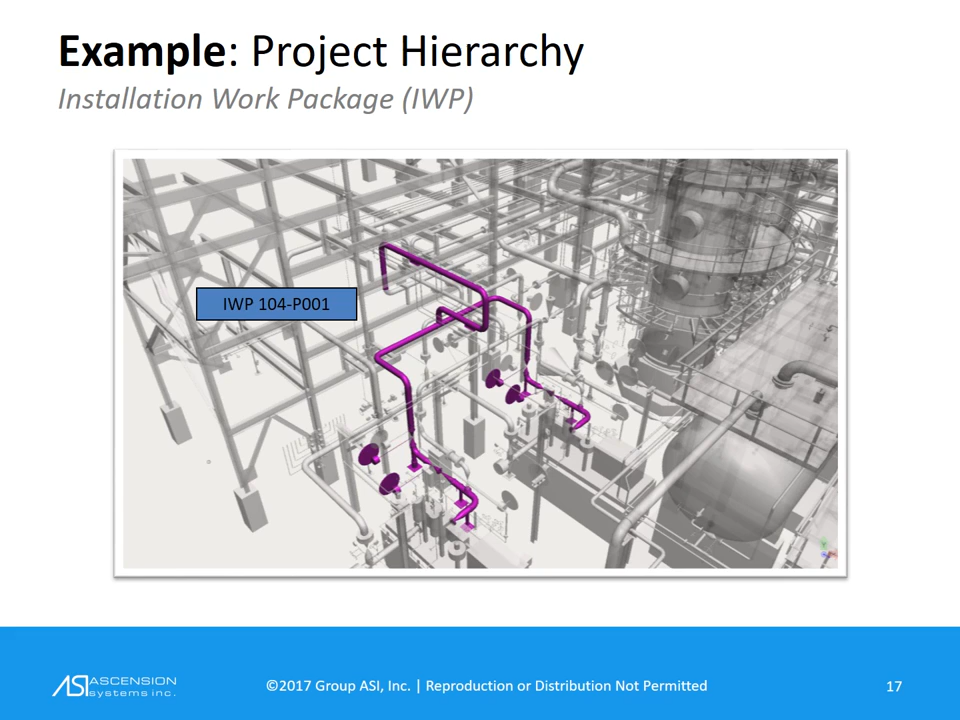 Example: Project Hierarchy
Installation Work Package (IWP)
IWP 104-P001
ASI ASCENSION
systems inc.
©2017 Group ASI, Inc. | Reproduction or Distribution Not Permitted
17